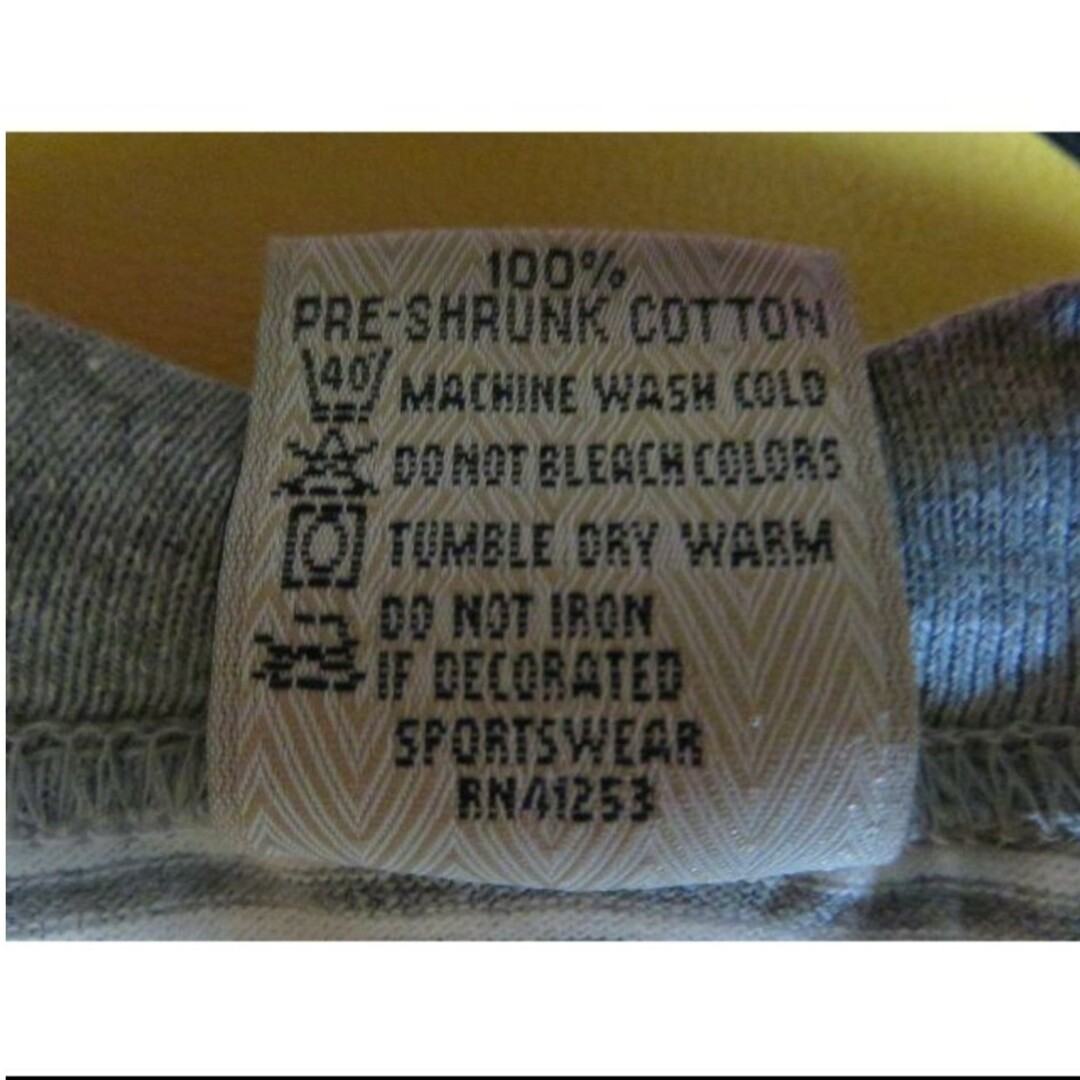 100%
PRE-SHRUNK COTTON
40° MACHINE WASH COLD
DO NOT BLEACH COLORS
TUMBLE DRY WARM
DO NOT IRON
IF DECORATED
SPORTSWEAR
RN41253